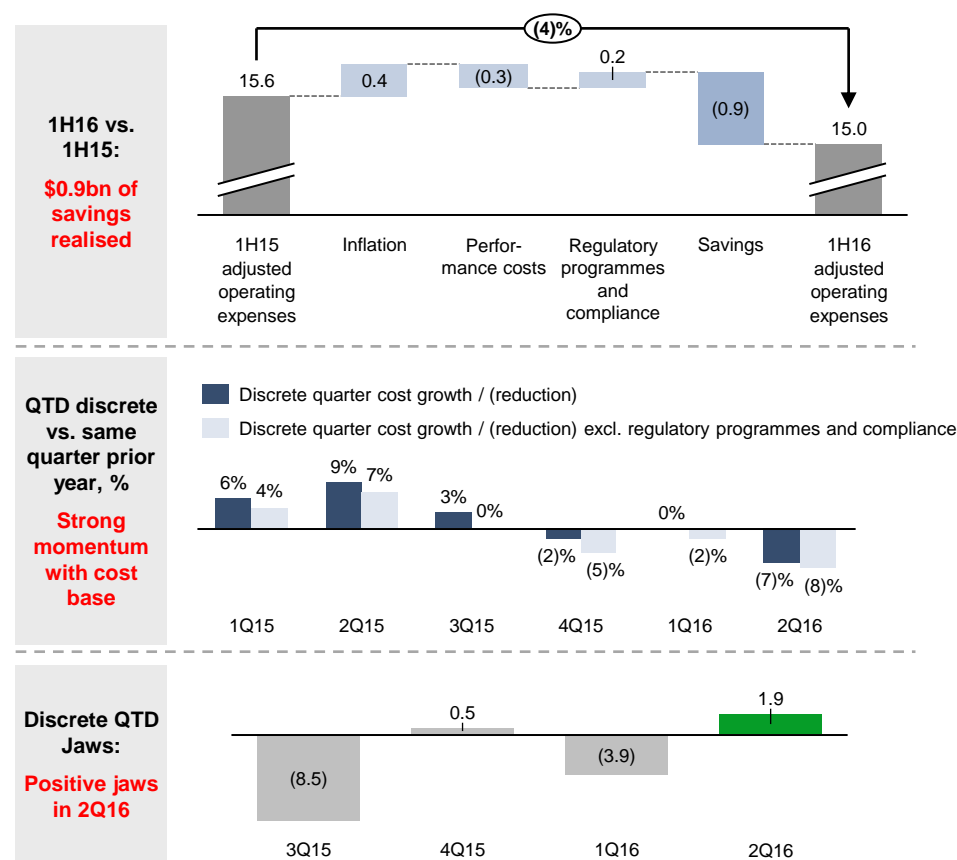 1H16 vs.
1H15:
$0.9bn of
savings
realised
(4)%
15.6
0.4
(0.3)
0.2
(0.9)
15.0
1H15
adjusted
operating
expenses
Inflation
Perfor-
mance costs
Regulatory
programmes
and
compliance
Savings
1H16
adjusted
operating
expenses
QTD discrete
vs. same
quarter prior
year, %
Strong
momentum
with cost
base
Discrete quarter cost growth / (reduction)
Discrete quarter cost growth / (reduction) excl. regulatory programmes and compliance
6%
4%
9%
7%
3%
0%
(2)%
(5)%
0%
(2)%
(7)%
(8)%
1Q15
2Q15
3Q15
4Q15
1Q16
2Q16
Discrete QTD
Jaws:
Positive jaws
in 2Q16
(8.5)
0.5
(3.9)
1.9
3Q15
4Q15
1Q16
2Q16